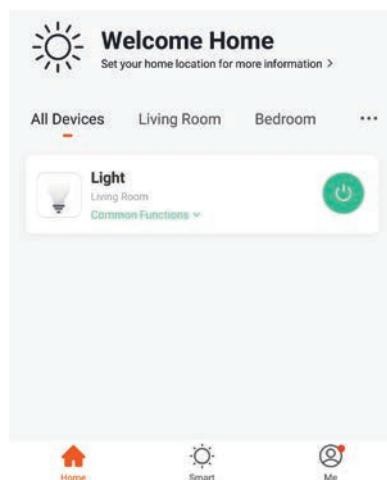 Welcome Home
Set your home location for more information >
All Devices Living Room Bedroom ...
Light
Living Room
Common Functions
Home Smart Me